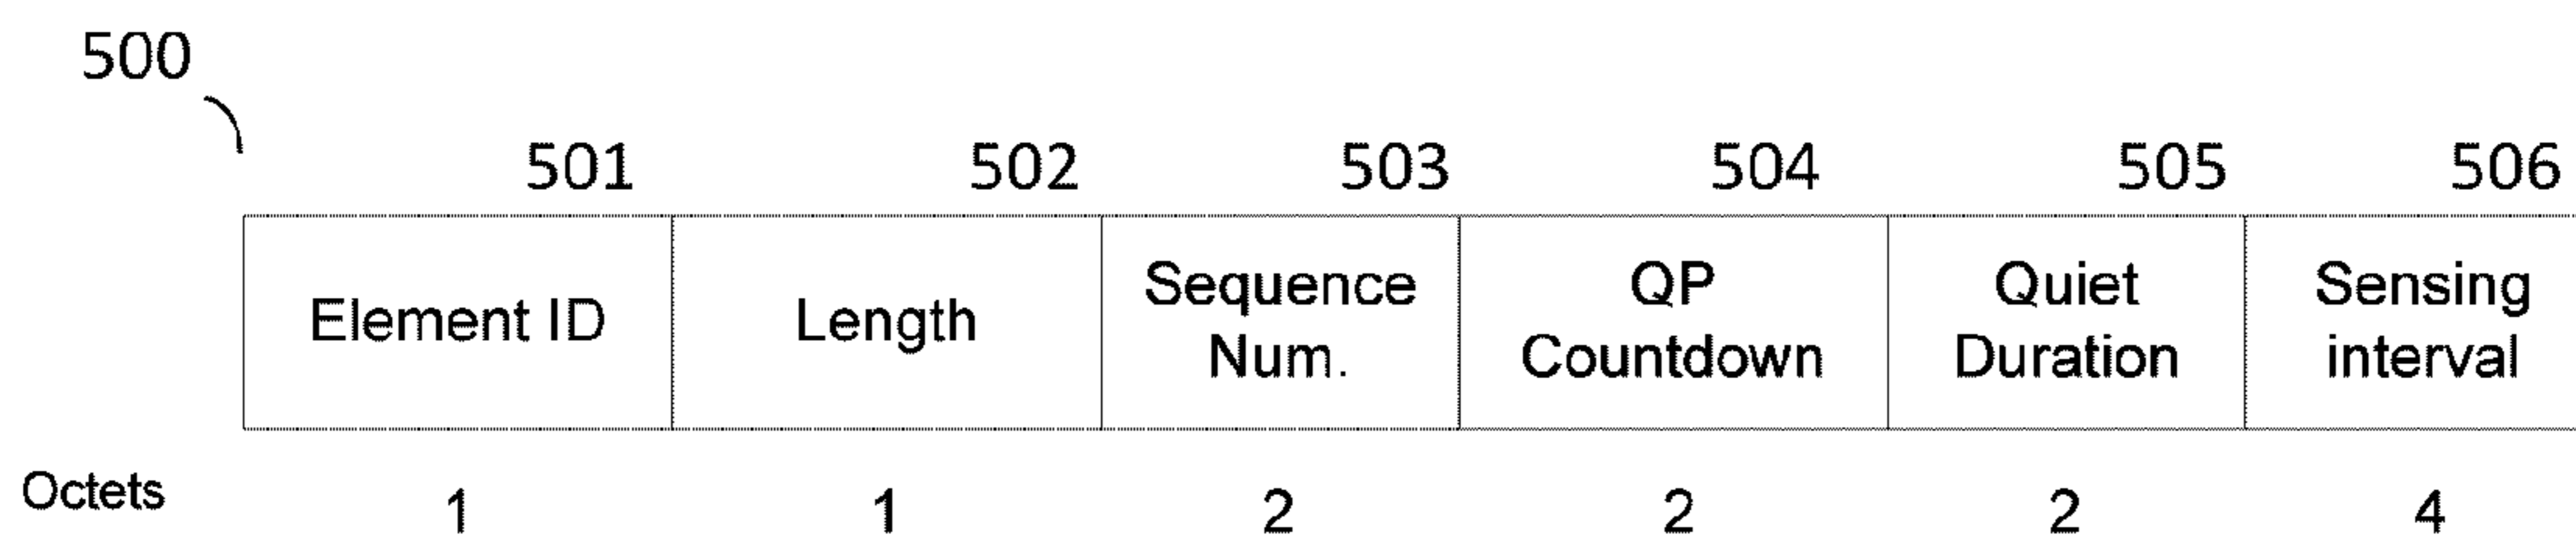 500
501 502 503 504 505 506
Element ID Length Sequence Num. QP Countdown Quiet Duration Sensing interval
Octets 1 1 2 2 2 4